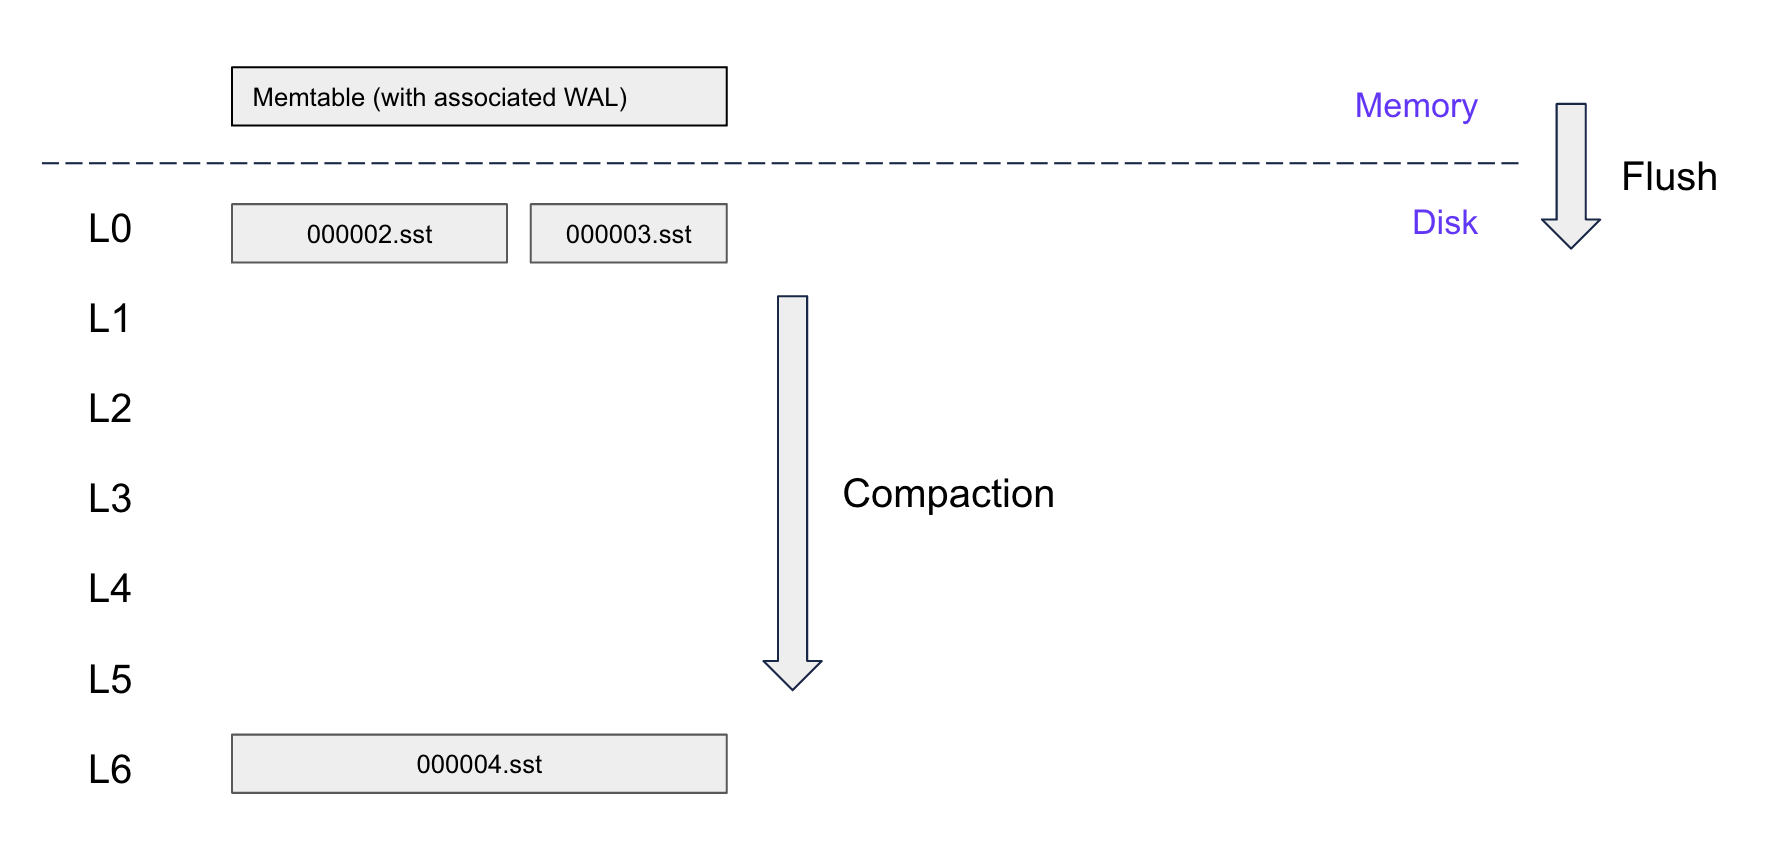 Memtable (with associated WAL)
Memory
Flush
L0
000002.sst
000003.sst
Disk
L1
L2
L3
Compaction
L4
L5
L6
000004.sst